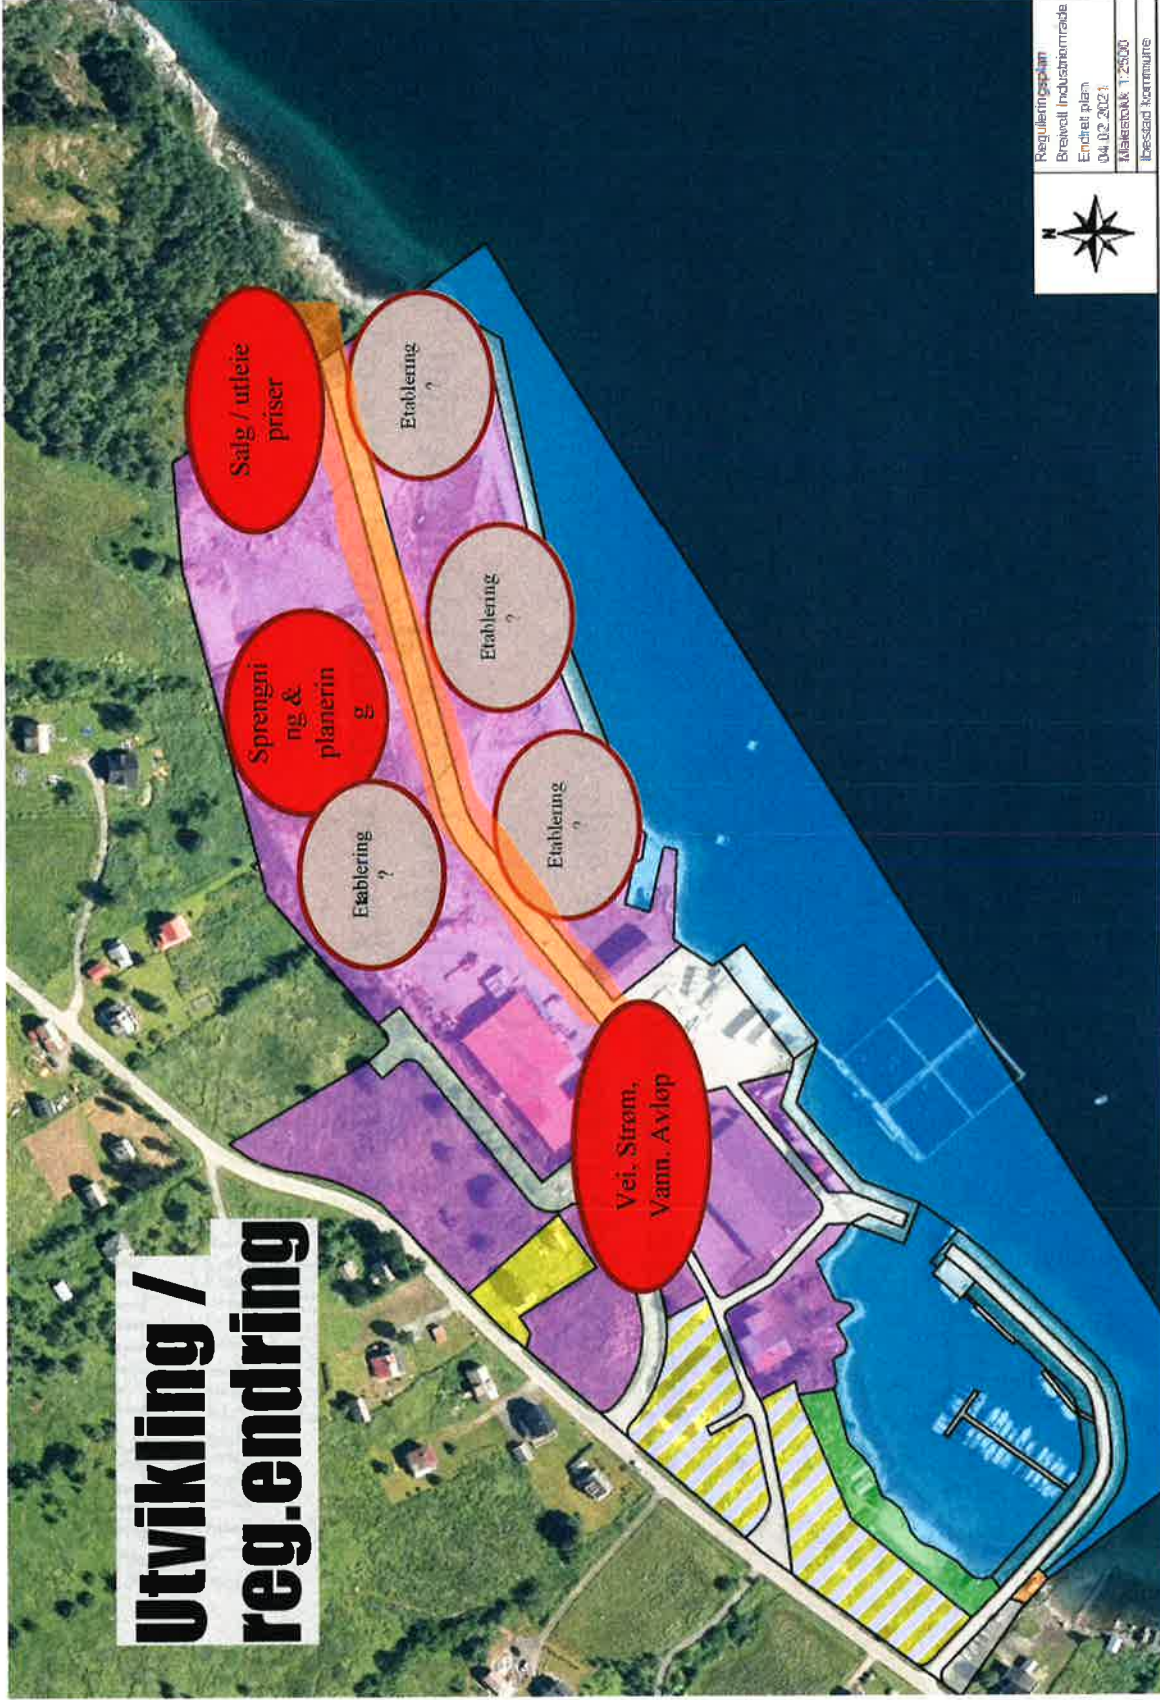 Utvikling /
reg.endring
Vei, Strøm,
Vann, Avløp
Etablering
?
Sprengni
ng &
planerin
g
Etablering
?
Etablering
?
Salg / utleie
priser
Etablering
?
N
Reguleringsplan
Breivoll Industriområde
Endret plan
04.02.2021
Målestokk 1:2500
Ibestad kommune